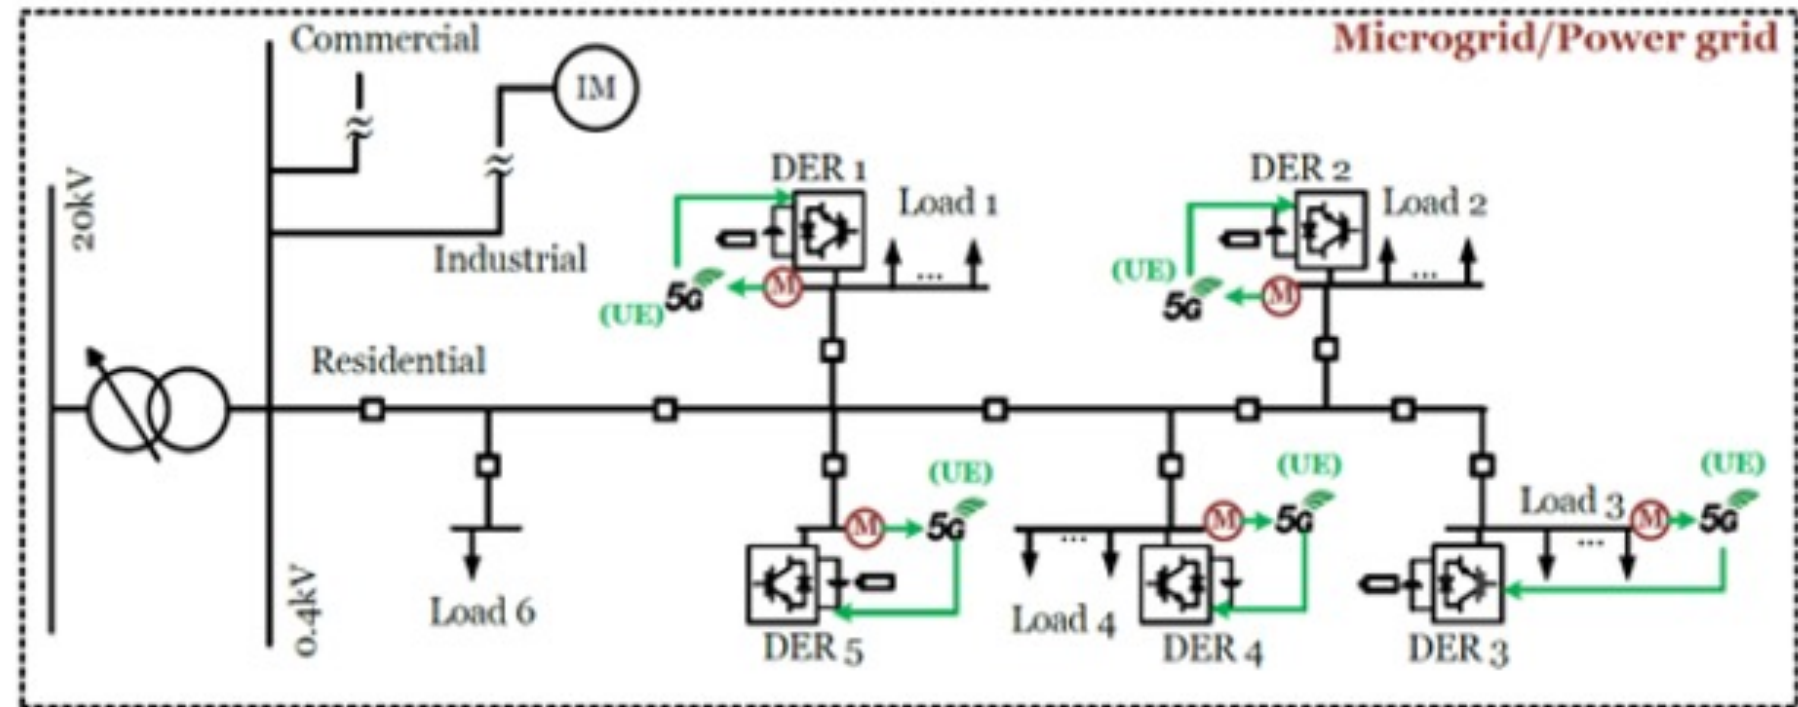 Microgrid/Power grid
Commercial
IM
20kV
Industrial
DER 1
Load 1
M
5G
(UE)
DER 2
Load 2
(UE)
M
5G
Residential
0.4kV
Load 6
(UE)
M
5G
DER 5
(UE)
M
5G
...
Load 4
DER 4
(UE)
Load 3
M
5G
...
DER 3
...
...